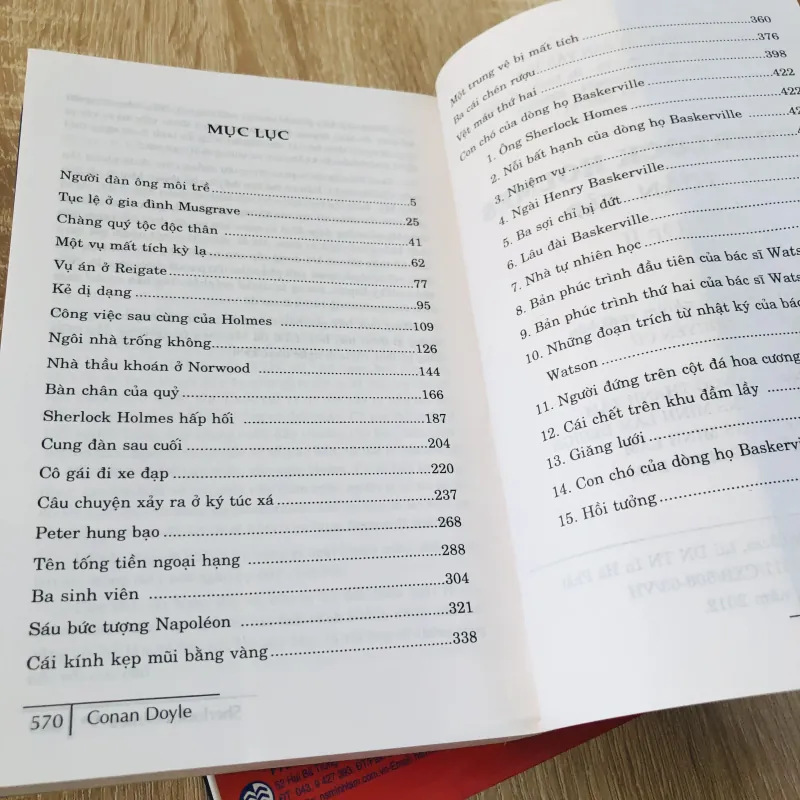 MỤC LỤC
Người đàn ông môi trề.....5
Tục lệ ở gia đình Musgrave.....25
Chàng quý tộc độc thân.....41
Một vụ mất tích kỳ lạ.....62
Vụ án ở Reigate.....77
Kẻ dị dạng.....95
Công việc sau cùng của Holmes.....109
Ngôi nhà trống không.....126
Nhà thầu khoán ở Norwood.....144
Bàn chân của quỷ.....166
Sherlock Holmes hấp hối.....187
Cung đàn sau cuối.....204
Cô gái đi xe đạp.....220
Câu chuyện xảy ra ở ký túc xá.....237
Peter hung bạo.....268
Tên tống tiền ngoại hạng.....288
Ba sinh viên.....304
Sáu bức tượng Napoléon.....321
Cái kính kẹp mũi bằng vàng.....338
570 Conan Doyle
Một trung vệ bị mất tích.....360
Ba cái chén rượu.....376
Vệt máu thứ hai.....398
Con chó của dòng họ Baskerville.....422
1. Ông Sherlock Homes.....422
2. Nỗi bất hạnh của dòng họ Baskerville
3. Nhiệm vụ
4. Ngài Henry Baskerville
5. Ba sợi chỉ bị đứt
6. Lâu đài Baskerville
7. Nhà tự nhiên học
8. Bản phúc trình đầu tiên của bác sĩ Wats
9. Bản phúc trình thứ hai của bác sĩ Wats
10. Những đoạn trích từ nhật ký của bác
Watson
11. Người đứng trên cột đá hoa cương
12. Cái chết trên khu đầm lầy
13. Giăng lưới
14. Con chó của dòng họ Baskervi
15. Hồi tưởng